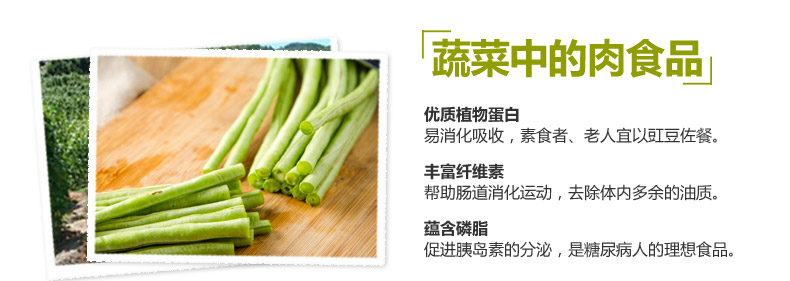 「蔬菜中的肉食品」
优质植物蛋白
易消化吸收，素食者、老人宜以豇豆佐餐。
丰富纤维素
帮助肠道消化运动，去除体内多余的油质。
蕴含磷脂
促进胰岛素的分泌，是糖尿病人的理想食品。